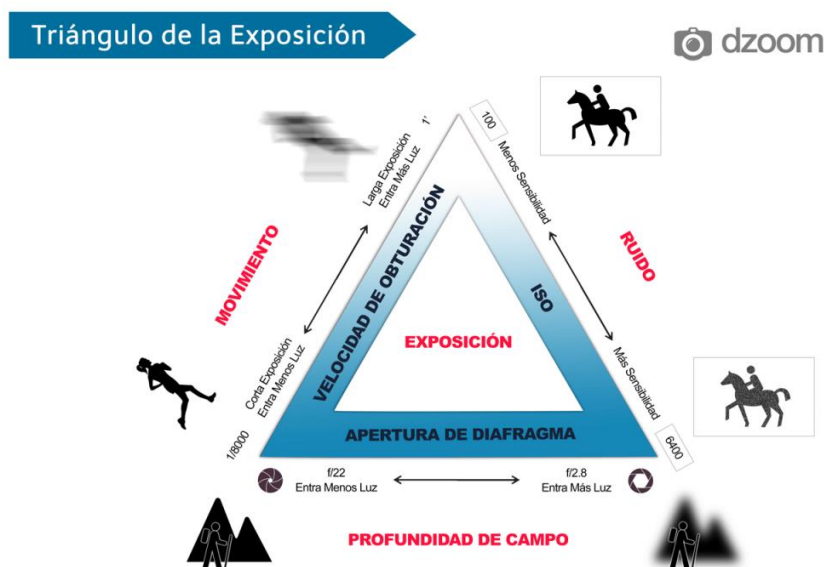 Triángulo de la Exposición
dzoom
1'
Larga Exposición
Entra Más Luz
MOVIMIENTO
Corta Exposición
Entra Menos Luz
1/8000
VELOCIDAD DE OBTURACIÓN
100
Menos Sensibilidad
RUIDO
ISO
Más Sensibilidad
6400
EXPOSICIÓN
APERTURA DE DIAFRAGMA
f/22
Entra Menos Luz
f/2.8
Entra Más Luz
PROFUNDIDAD DE CAMPO